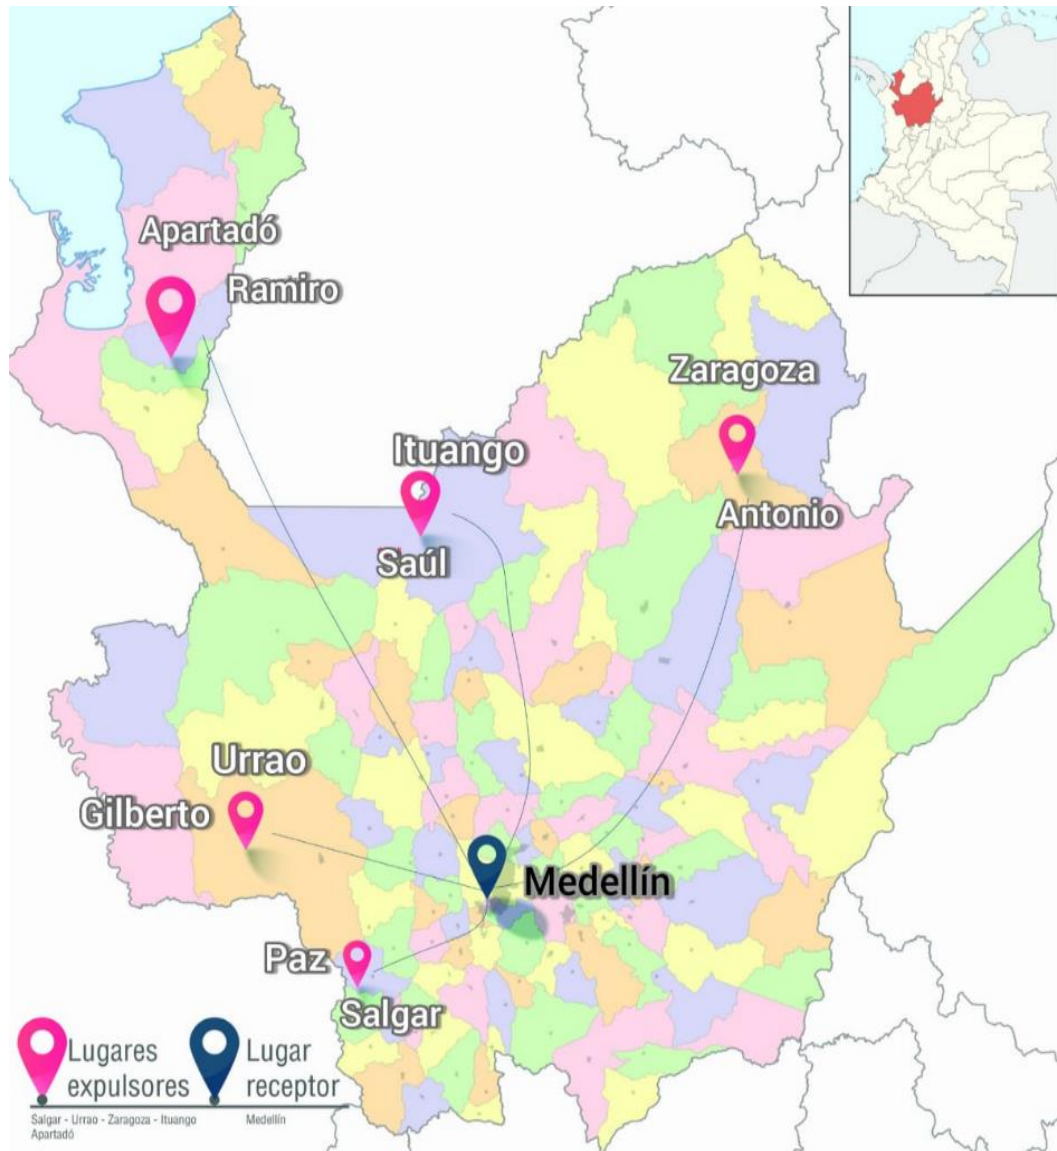 Apartadó
Ramiro
Zaragoza
Ituango
Antonio
Saúl
Urrao
Gilberto
Medellín
Paz
Salgar
Lugares
expulsores
Salgar - Urrao - Zaragoza - Ituango
Apartadó
Lugar
receptor
Medellín